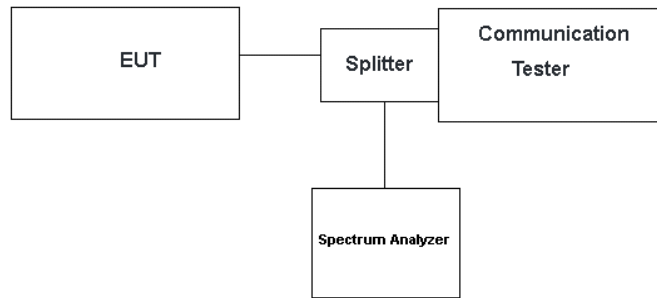 EUT
Splitter
Communication
Tester
Spectrum Analyzer